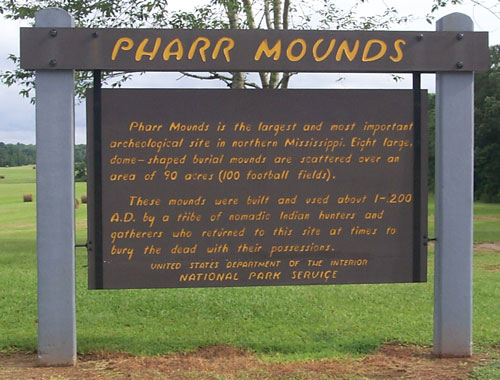 PHARR MOUNDS
Pharr Mounds is the largest and most important
archeological site in northern Mississippi. Eight large,
dome-shaped burial mounds are scattered over an
area of 90 acres (100 football fields).
These mounds were built and used about 1-200
A.D. by a tribe of nomadic Indian hunters and
gatherers who returned to this site at times to
bury the dead with their possessions.
UNITED STATES DEPARTMENT OF THE INTERIOR
NATIONAL PARK SERVICE